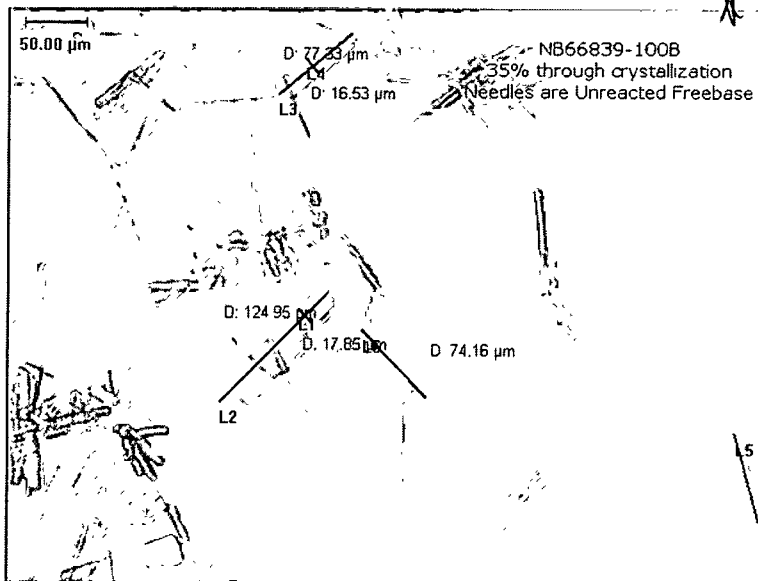 50.00 µm
D: 77.33 µm
L4
D: 16.53 µm
L3
NB66839-100B
35% through crystallization
Needles are Unreacted Freebase
D: 124.95 µm
L1
D. 17.85 µm
D 74.16 µm
L2
L5